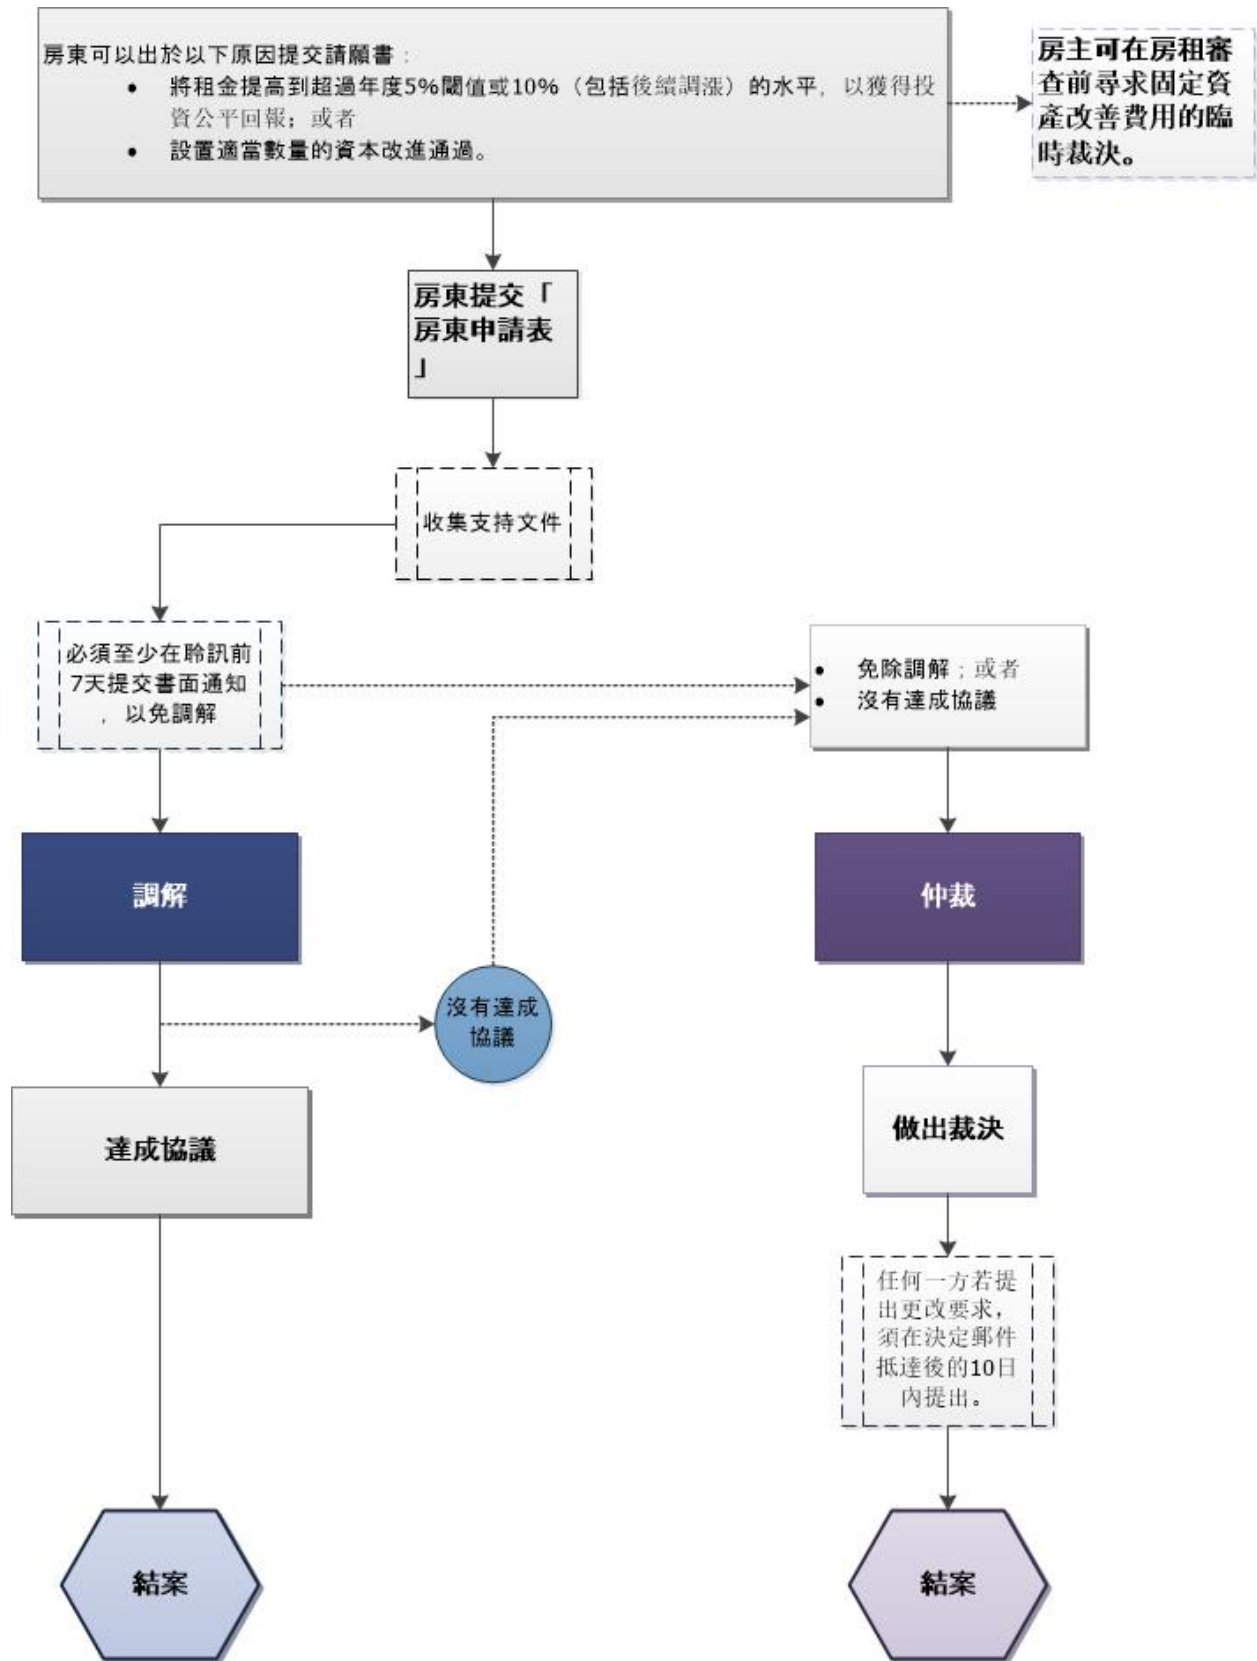 房東可以出於以下原因提交請願書：
• 將租金提高到超過年度5%閾值或10%（包括後續調漲）的水平，以獲得投
資公平回報；或者
• 設置適當數量的資本改進通過。
房主可在房租審
查前尋求固定資
產改善費用的臨
時裁決。
房東提交「
房東申請表
」
收集支持文件
必須至少在聆訊前
7天提交書面通知
，以免調解
• 免除調解；或者
• 沒有達成協議
調解
仲裁
沒有達成
協議
達成協議
做出裁決
任何一方若提
出更改要求，
須在決定郵件
抵達後的10日
內提出。
結案
結案